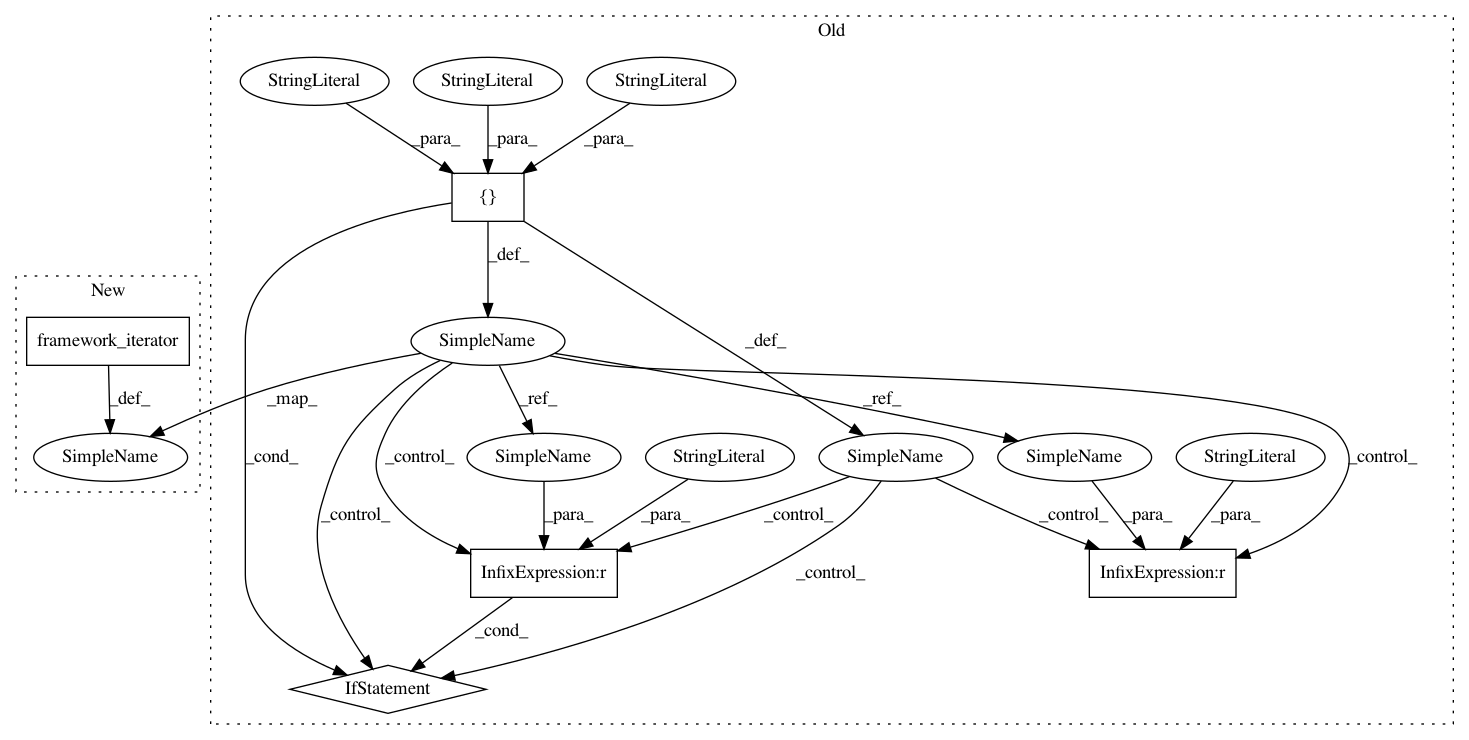 Old
StringLiteral
StringLiteral
StringLiteral
_para_
_para_
_para_
{}
_def_
New
framework_iterator
SimpleName
_def_
_def_
_map_
_ref_
_ref_
_cond_
_control_
_control_
SimpleName
SimpleName
StringLiteral
SimpleName
SimpleName
StringLiteral
_control_
_control_
_para_
_para_
_control_
_control_
_para_
_para_
InfixExpression:r
InfixExpression:r
_control_
_cond_
IfStatement